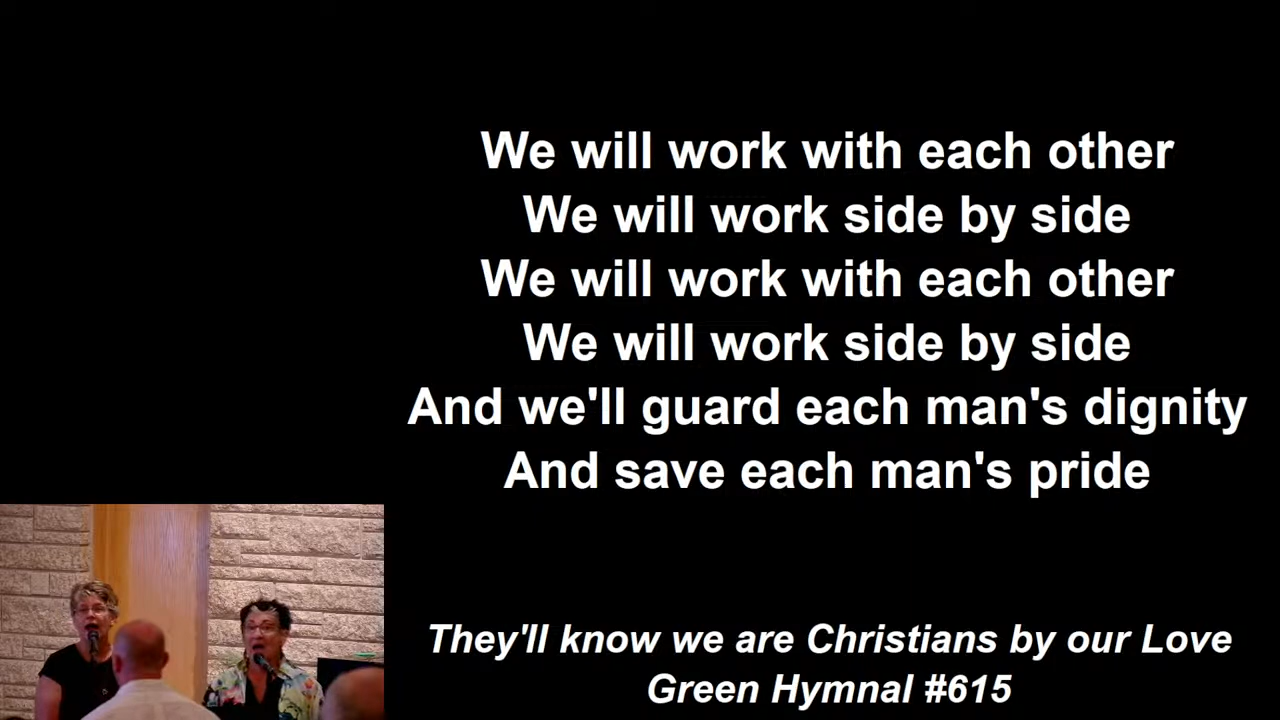 We will work with each other
We will work side by side
We will work with each other
We will work side by side
And we'll guard each man's dignity
And save each man's pride
They'll know we are Christians by our Love
Green Hymnal #615